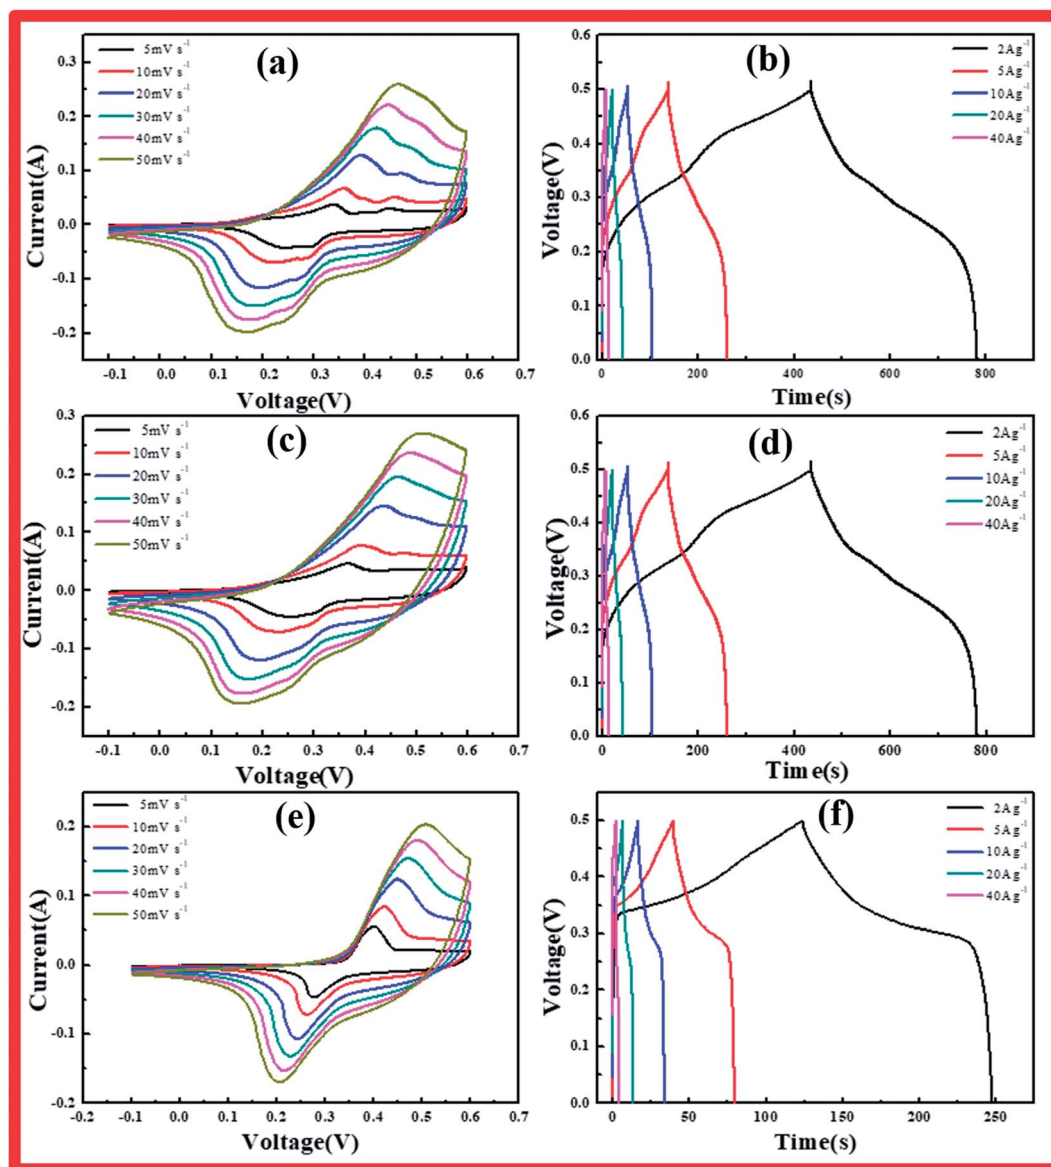 (a)
5mV s-1
10mV s-1
20mV s-1
30mV s-1
40mV s-1
50mV s-1
Current(A)
0.3
0.2
0.1
0.0
-0.1
-0.2
-0.1 0.0 0.1 0.2 0.3 0.4 0.5 0.6 0.7
Voltage(V)
(b)
2Ag-1
5Ag-1
10Ag-1
20Ag-1
40Ag-1
Voltage(V)
0.6
0.5
0.4
0.3
0.2
0.1
0.0
0 200 400 600 800
Time(s)
(c)
5mV s-1
10mV s-1
20mV s-1
30mV s-1
40mV s-1
50mV s-1
Current(A)
0.3
0.2
0.1
0.0
-0.1
-0.2
-0.1 0.0 0.1 0.2 0.3 0.4 0.5 0.6 0.7
Voltage(V)
(d)
2Ag-1
5Ag-1
10Ag-1
20Ag-1
40Ag-1
Voltage(V)
0.6
0.5
0.4
0.3
0.2
0.1
0.0
0 200 400 600 800
Time(s)
(e)
5mV s-1
10mV s-1
20mV s-1
30mV s-1
40mV s-1
50mV s-1
Current(A)
0.2
0.1
0.0
-0.1
-0.2
-0.2 -0.1 0.0 0.1 0.2 0.3 0.4 0.5 0.6 0.7
Voltage(V)
(f)
2Ag-1
5Ag-1
10Ag-1
20Ag-1
40Ag-1
Voltage(V)
0.5
0.4
0.3
0.2
0.1
0.0
0 50 100 150 200 250
Time(s)